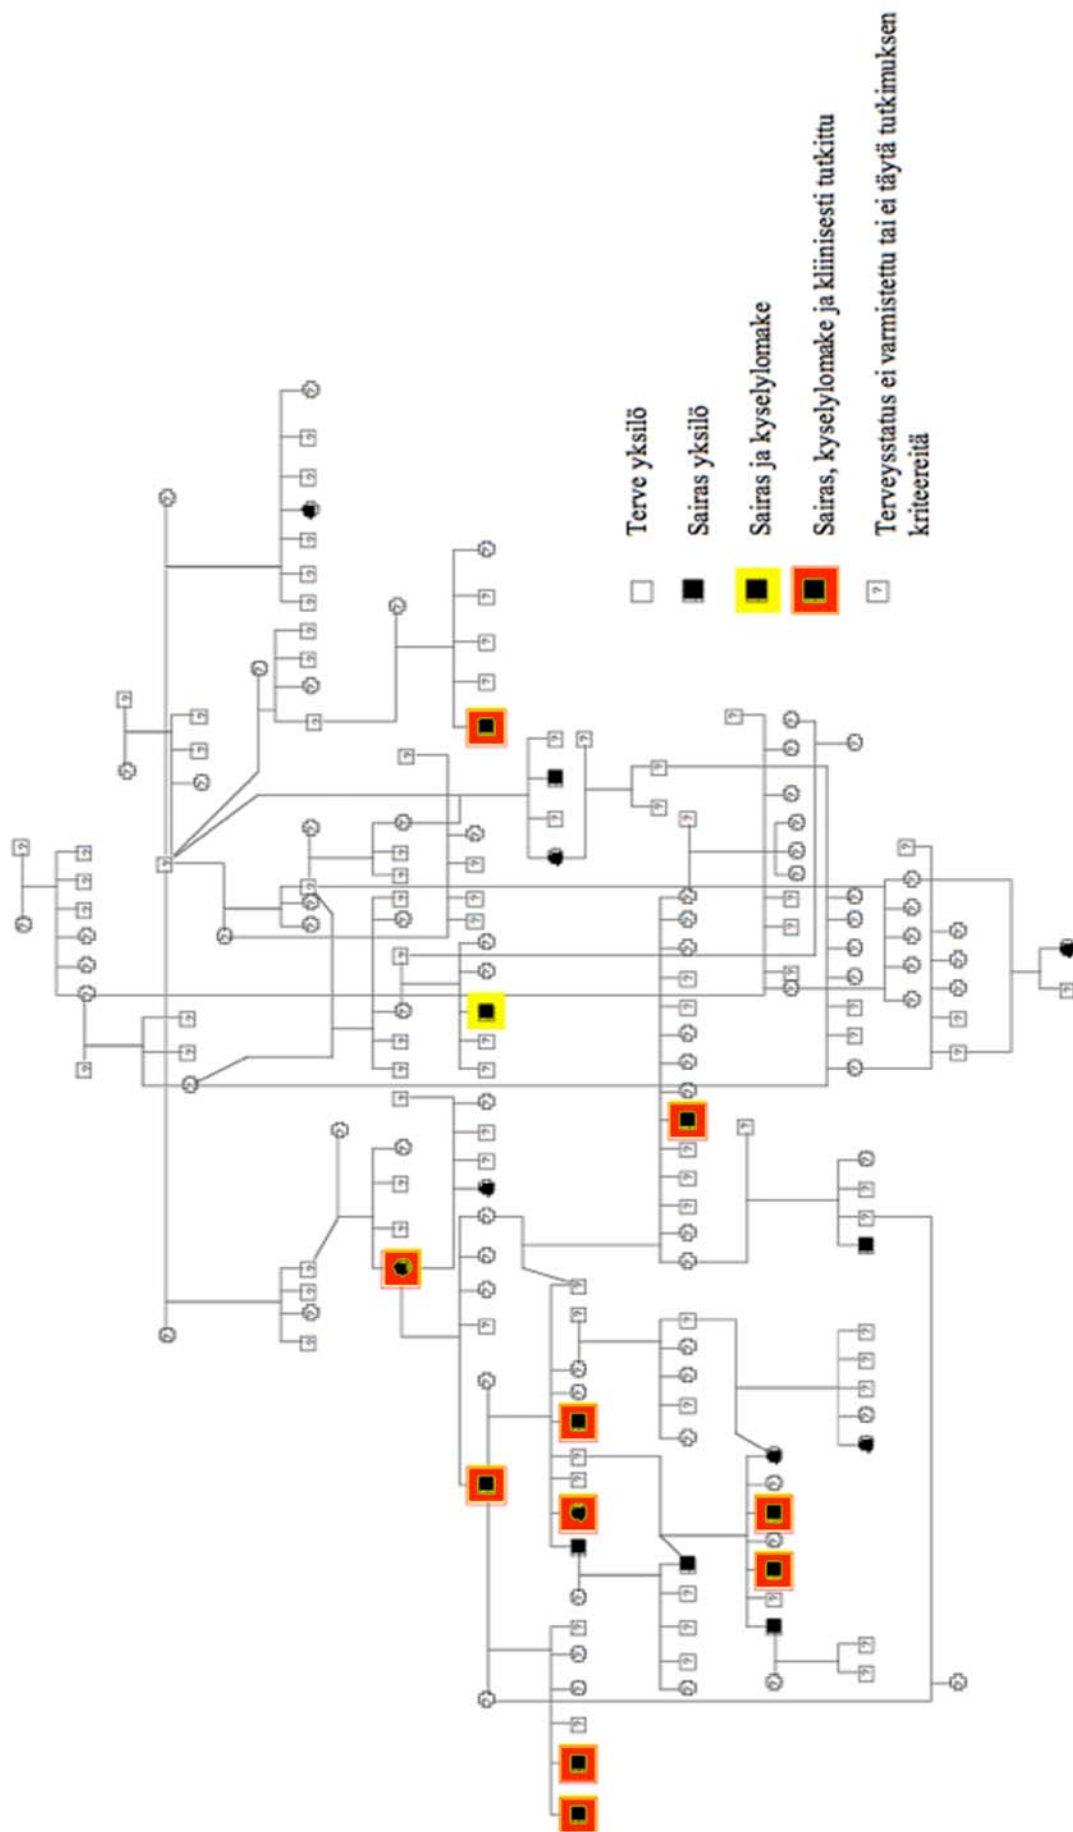 Terve yksilö
Sairas yksilö
Sairas ja kyselylomake
Sairas, kyselylomake ja kliinisesti tutkittu
Terveysstatus ei varmistettu tai ei täytä tutkimuksen
kriteereitä